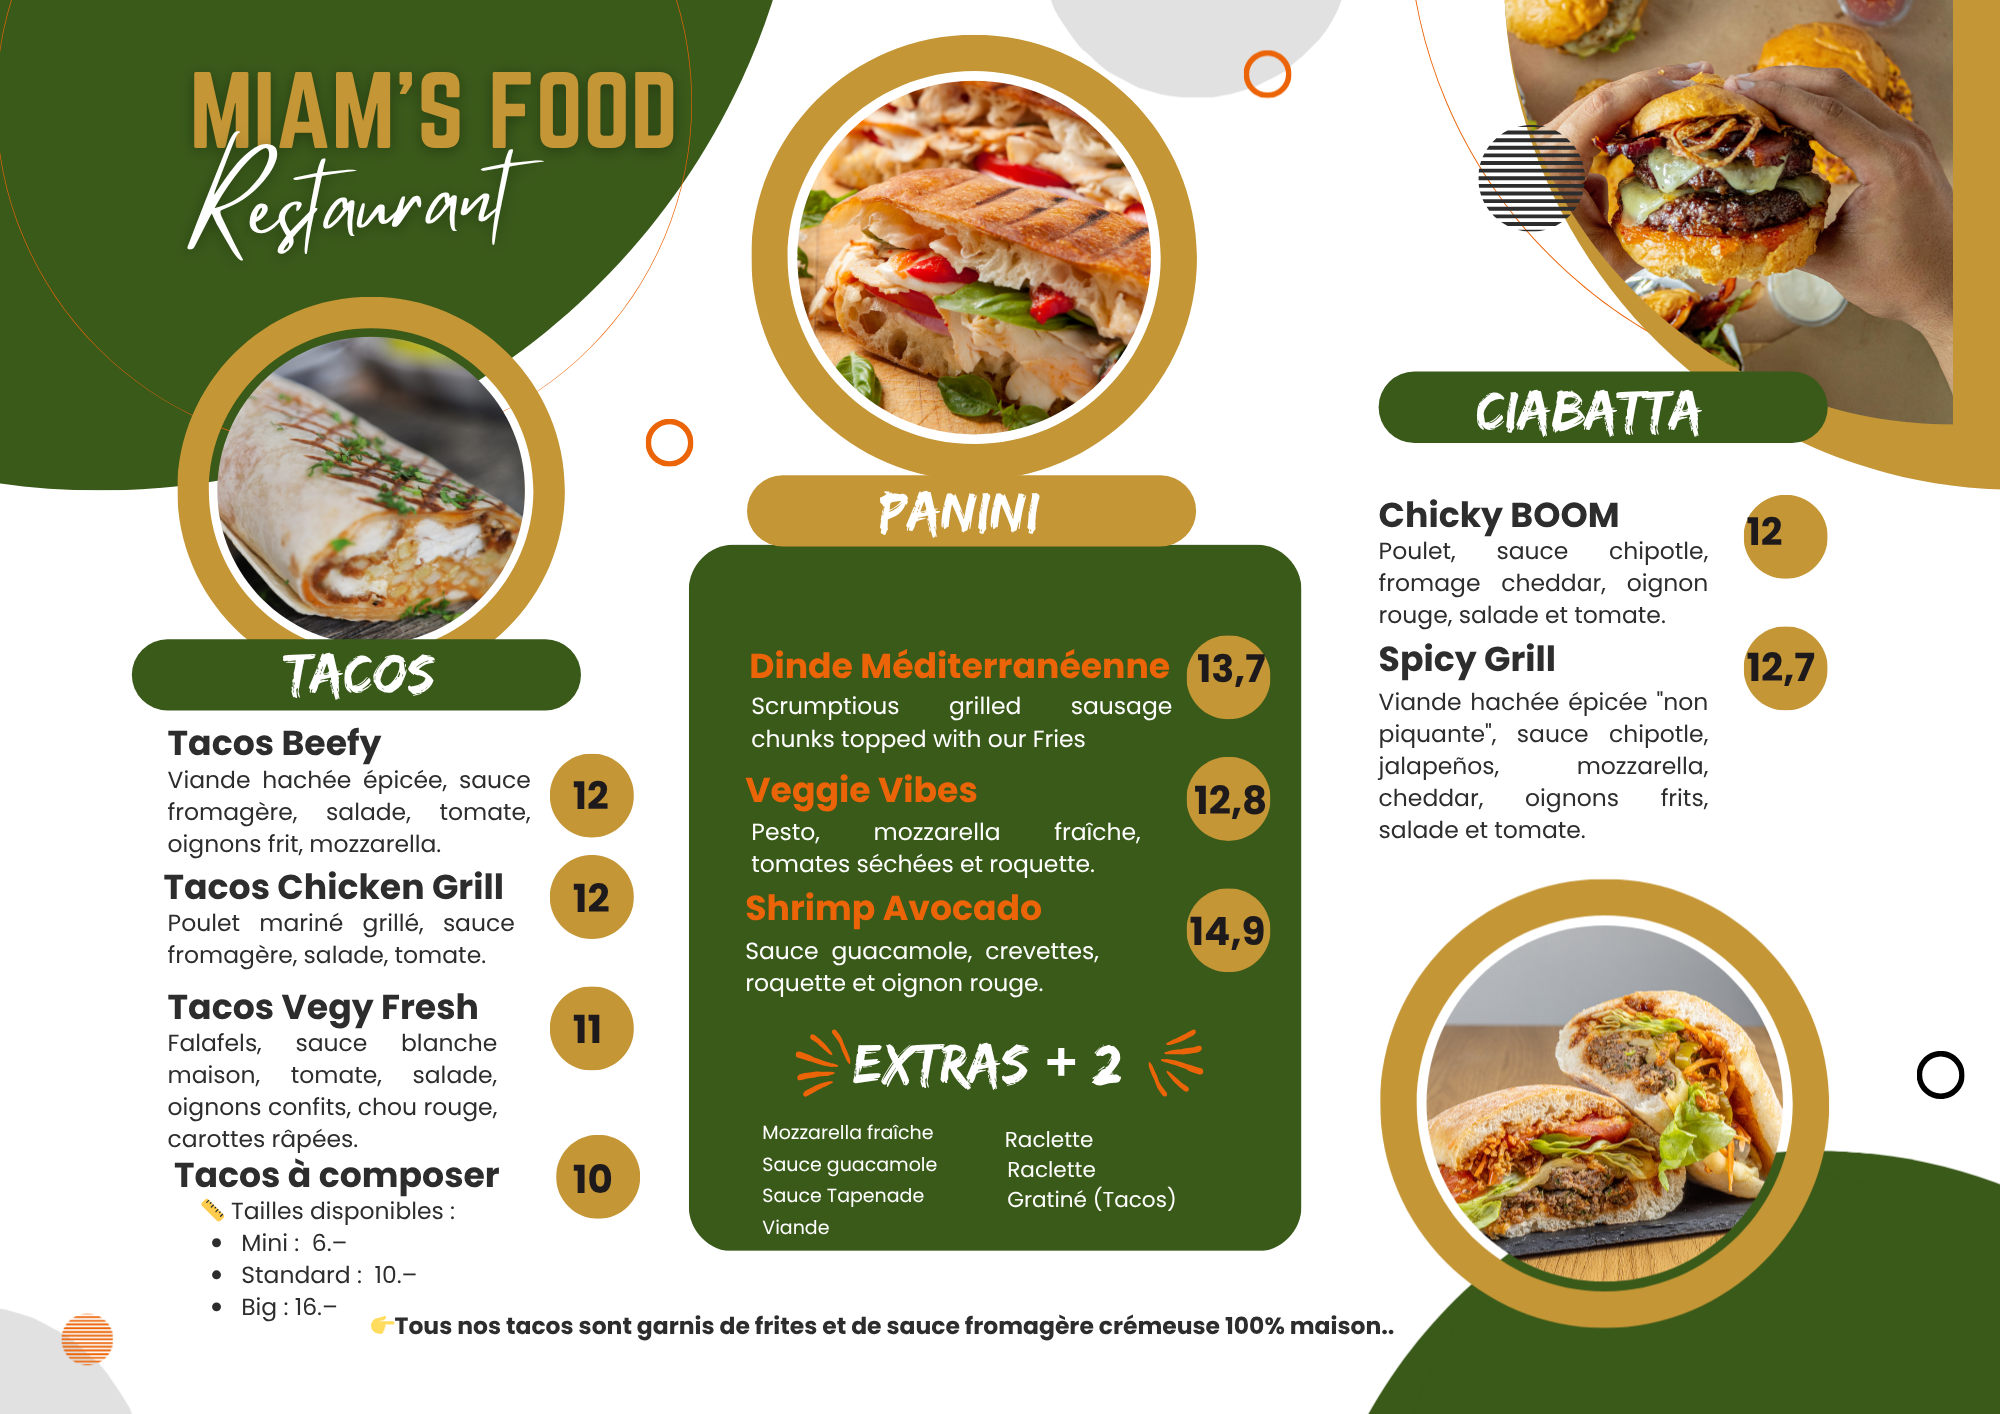 MIAM'S FOOD
Restaurant
TACOS
Tacos Beefy
Viande hachée épicée, sauce
fromagère, salade, tomate,
oignons frit, mozzarella.
12
Tacos Chicken Grill
Poulet mariné grillé, sauce
fromagère, salade, tomate.
12
Tacos Vegy Fresh
Falafels, sauce blanche
maison, tomate, salade,
oignons confits, chou rouge,
carottes râpées.
11
Tacos à composer
10
📏 Tailles disponibles :
• Mini : 6.–
• Standard : 10.–
• Big : 16.–
PANINI
Dinde Méditerranéenne
13,7
Scrumptious grilled sausage
chunks topped with our Fries
Veggie Vibes
12,8
Pesto, mozzarella fraîche,
tomates séchées et roquette.
Shrimp Avocado
14,9
Sauce guacamole, crevettes,
roquette et oignon rouge.
EXTRAS + 2
Mozzarella fraîche
Sauce guacamole
Sauce Tapenade
Viande
Raclette
Raclette
Gratiné (Tacos)
CIABATTA
Chicky BOOM
12
Poulet, sauce chipotle,
fromage cheddar, oignon
rouge, salade et tomate.
Spicy Grill
12,7
Viande hachée épicée "non
piquante", sauce chipotle,
jalapeños, mozzarella,
cheddar, oignons frits,
salade et tomate.
👉Tous nos tacos sont garnis de frites et de sauce fromagère crémeuse 100% maison..